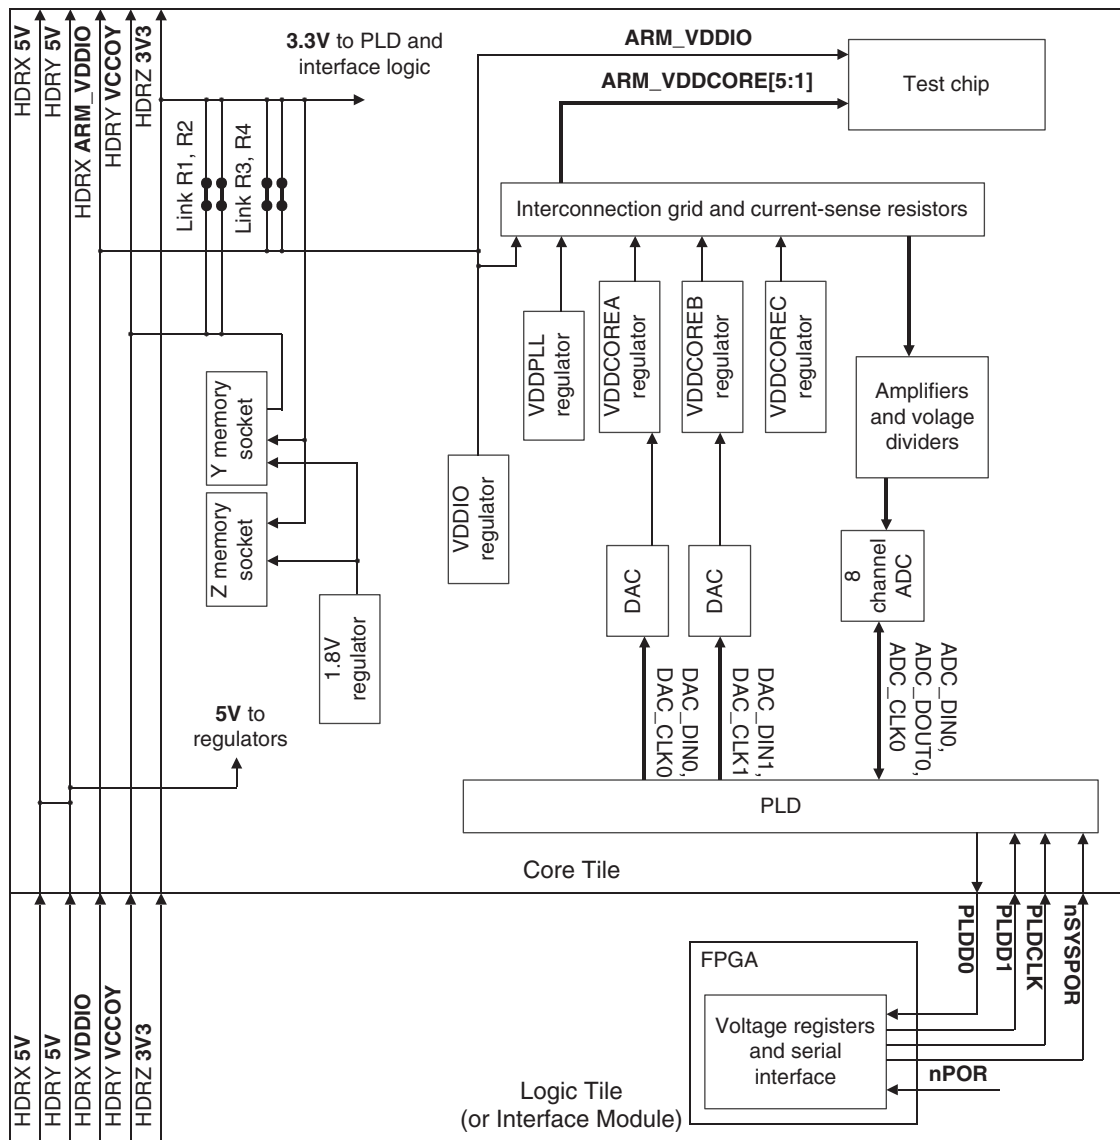 HDRX 5V
HDRY 5V
HDRX ARM_VDDIO
HDRY VCCOY
HDRZ 3V3
3.3V to PLD and
interface logic
ARM_VDDIO
ARM_VDDCORE[5:1]
Test chip
Link R1, R2
Link R3, R4
Interconnection grid and current-sense resistors
VDDPLL
regulator
VDDCOREA
regulator
VDDCOREB
regulator
VDDCOREC
regulator
Amplifiers
and volage
dividers
Y memory
socket
Z memory
socket
VDDIO
regulator
1.8V
regulator
DAC
DAC
8
channel
ADC
5V to
regulators
DAC_DIN0,
DAC_CLK0
DAC_DIN1,
DAC_CLK1
ADC_DIN0,
ADC_DOUT0,
ADC_CLK0
PLD
Core Tile
PLDD0
PLDD1
PLDCLK
nSYSPOR
FPGA
Voltage registers
and serial
interface
nPOR
Logic Tile
(or Interface Module)
HDRX 5V
HDRY 5V
HDRX VDDIO
HDRY VCCOY
HDRZ 3V3